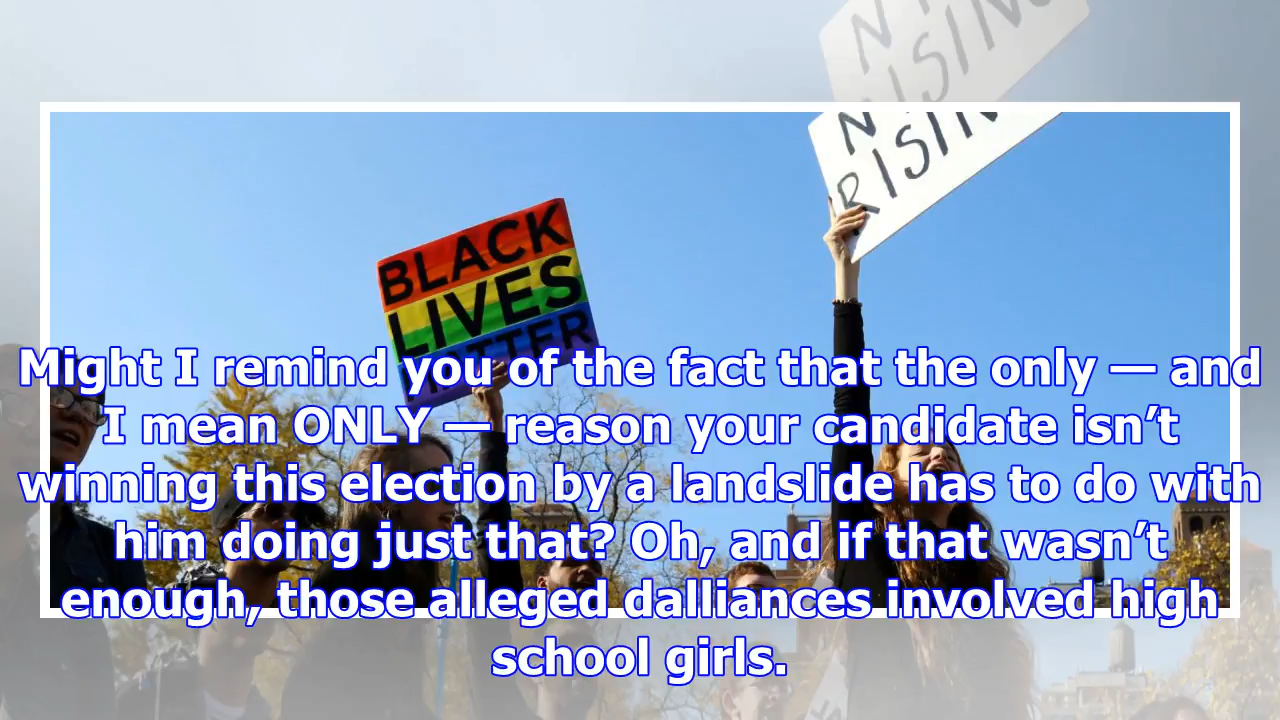 RISIN
RISIN
BLACK
LIVES
MATTER
Might I remind you of the fact that the only — and
I mean ONLY — reason your candidate isn’t
winning this election by a landslide has to do with
him doing just that? Oh, and if that wasn’t
enough, those alleged dalliances involved high
school girls.